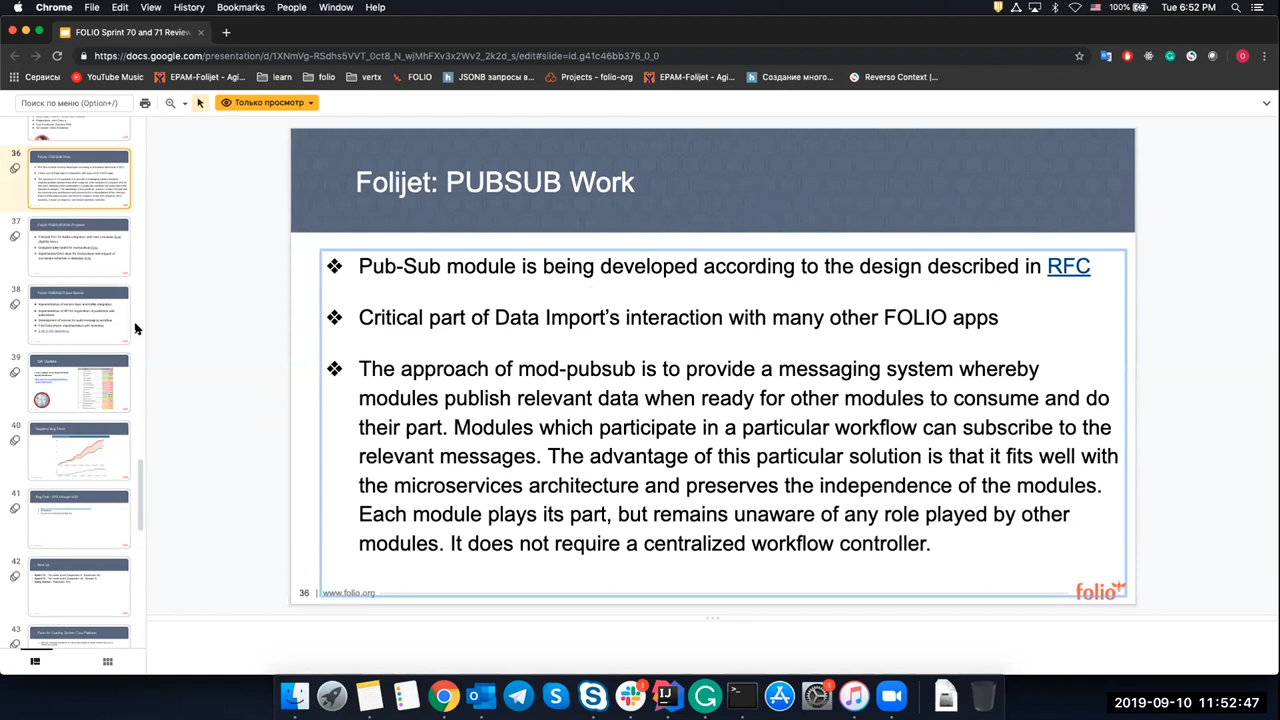 Chrome File Edit View History Bookmarks People Window Help
100% Tue 6:52 PM
FOLIO Sprint 70 and 71 Review
https://docs.google.com/presentation/d/1XNmVg-RSdhs5VVT_0ct8_N_wjMhFXv3x2Wv2_2k2d_s/edit#slide=id.g41c46bb376_0_0
Сервисы YouTube Music EPAM-Folijet - Agi... learn folio vertx FOLIO JSONB запросы в... Projects - folio-org EPAM-Folijet - Agi... Создание много... Reverso Context |...
Поиск по меню (Option+/) Только просмотр
36
37
38
39
40
41
42
43
Folijet: PubSub Work
❖ Pub-Sub module is being developed according to the design described in RFC
❖ Critical part of Data Import's interaction with many other FOLIO apps
❖ The approach of mod-pubsub is to provide a messaging system whereby
modules publish relevant data when ready for other modules to consume and do
their part. Modules which participate in a particular workflow can subscribe to the
relevant messages. The advantage of this particular solution is that it fits well with
the microservices architecture and preserves the independence of the modules.
Each module plays its part, but remains unaware of any role played by other
modules. It does not require a centralized workflow controller.
36 | www.folio.org
folio
2019-09-10 11:52:47